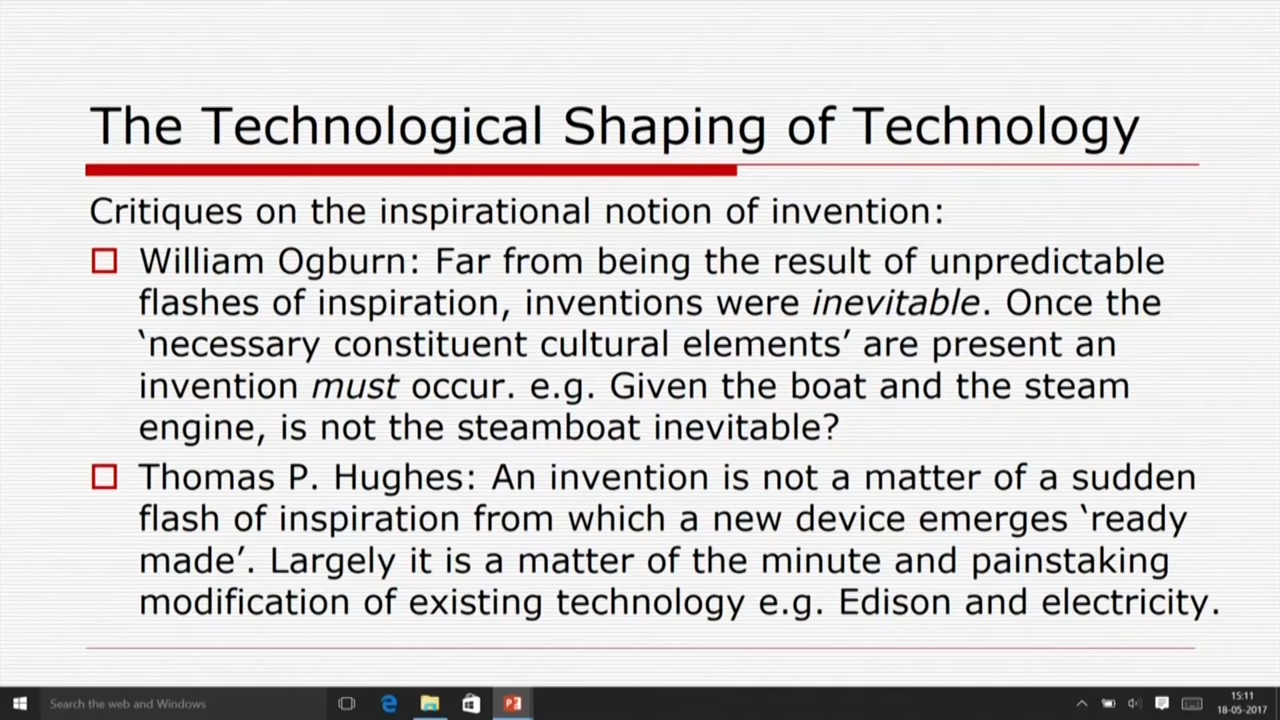 The Technological Shaping of Technology
Critiques on the inspirational notion of invention:
William Ogburn: Far from being the result of unpredictable
flashes of inspiration, inventions were inevitable. Once the
‘necessary constituent cultural elements’ are present an
invention must occur. e.g. Given the boat and the steam
engine, is not the steamboat inevitable?
Thomas P. Hughes: An invention is not a matter of a sudden
flash of inspiration from which a new device emerges ‘ready
made’. Largely it is a matter of the minute and painstaking
modification of existing technology e.g. Edison and electricity.
Search the web and Windows
15:11
18-05-2017